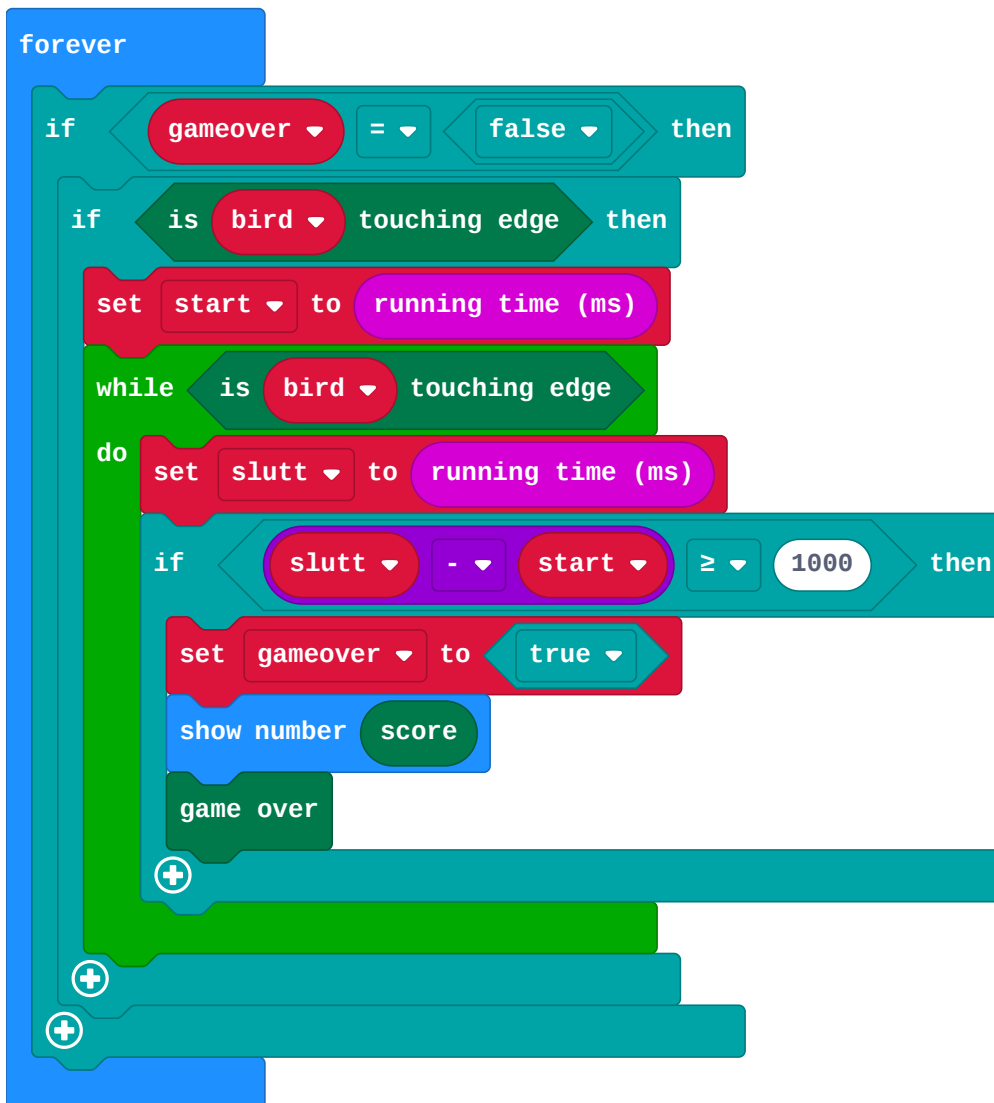 forever
if gameover = false then
if is bird touching edge then
set start to running time (ms)
while is bird touching edge
do set slutt to running time (ms)
if slutt - start ≥ 1000 then
set gameover to true
show number score
game over